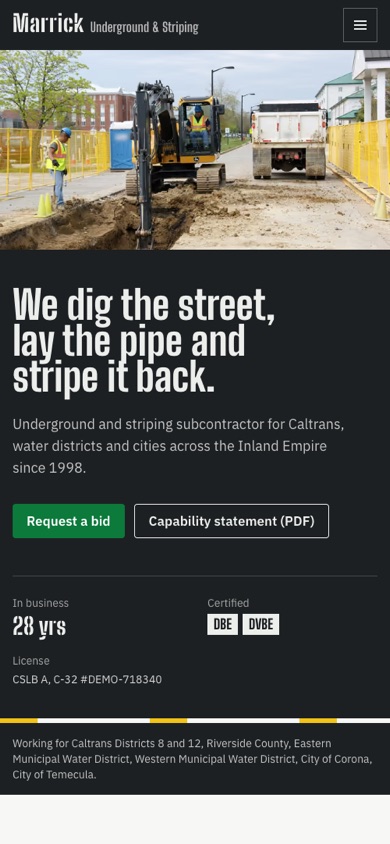 Marrick Underground & Striping
We dig the street,
lay the pipe and
stripe it back.
Underground and striping subcontractor for Caltrans,
water districts and cities across the Inland Empire
since 1998.
Request a bid
Capability statement (PDF)
In business
28 yrs
Certified
DBE DVBE
License
CSLB A, C-32 #DEMO-718340
Working for Caltrans Districts 8 and 12, Riverside County, Eastern
Municipal Water District, Western Municipal Water District, City of Corona,
City of Temecula.